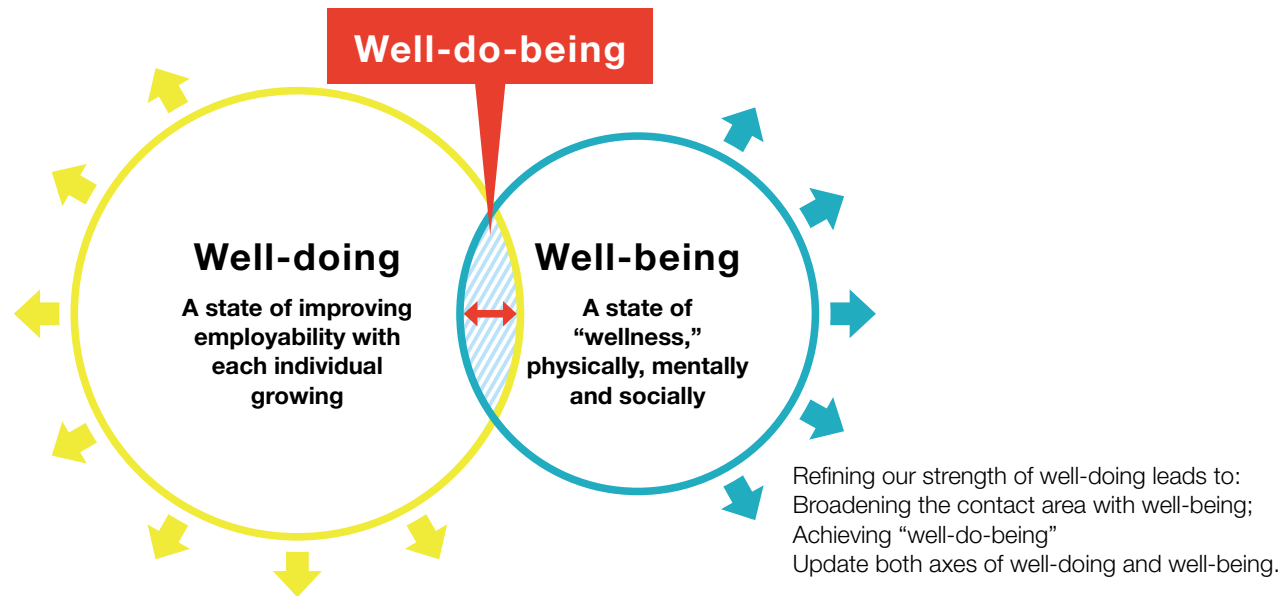 Well-do-being
Well-doing
A state of improving
employability with
each individual
growing
Well-being
A state of
“wellness,”
physically, mentally
and socially
Refining our strength of well-doing leads to:
Broadening the contact area with well-being;
Achieving “well-do-being”
Update both axes of well-doing and well-being.